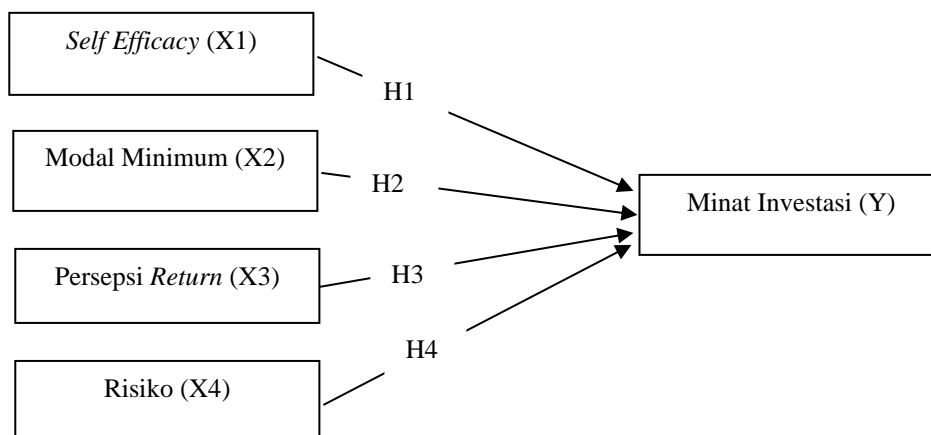 Self Efficacy (X1)
H1
Modal Minimum (X2)
H2
Minat Investasi (Y)
Persepsi Return (X3)
H3
H4
Risiko (X4)